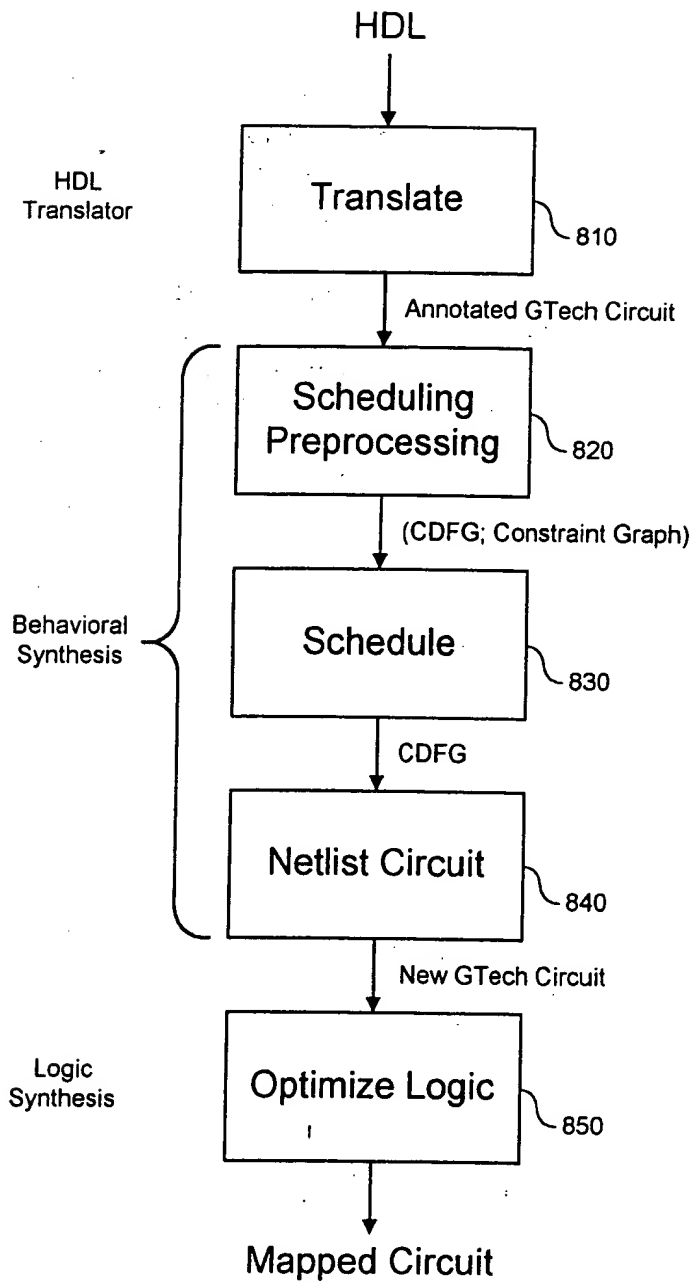 HDL
HDL
Translator
Translate
810
Annotated GTech Circuit
Scheduling
Preprocessing
820
(CDFG; Constraint Graph)
Behavioral
Synthesis
Schedule
830
CDFG
Netlist Circuit
840
New GTech Circuit
Logic
Synthesis
Optimize Logic
850
Mapped Circuit